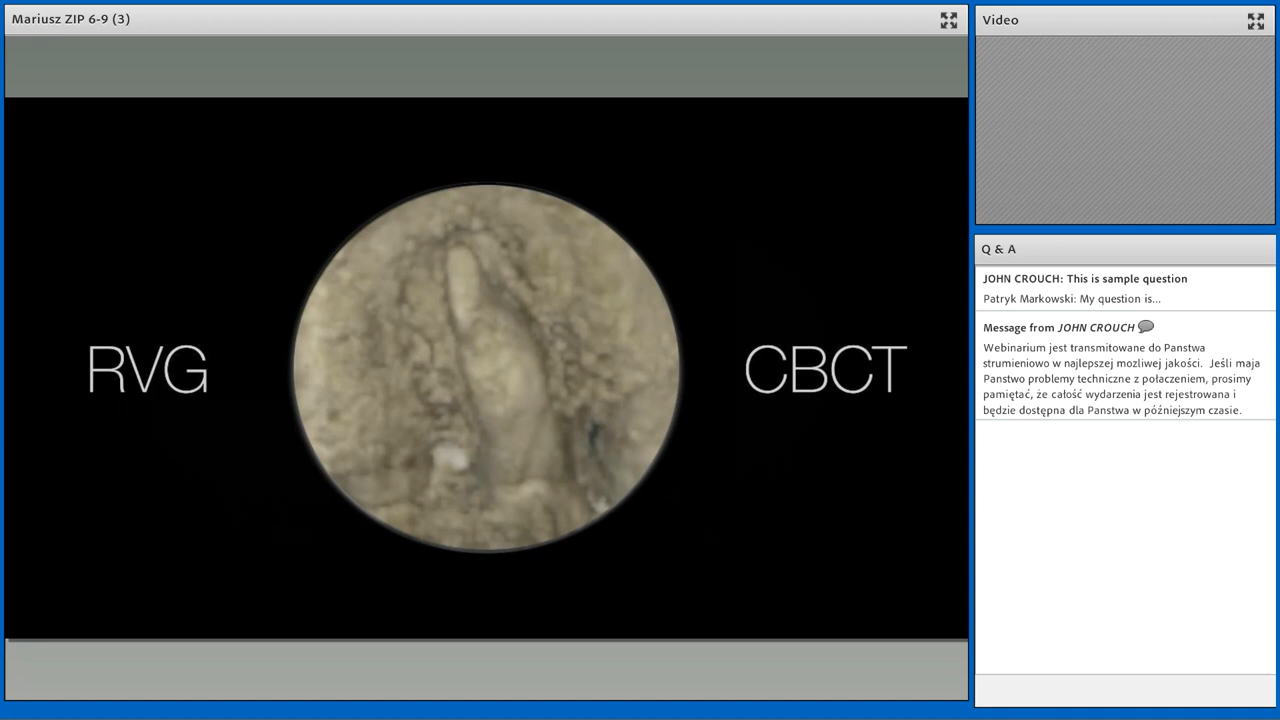 Mariusz ZIP 6-9 (3)
RVG
CBCT
Video
Q & A
JOHN CROUCH: This is sample question
Patryk Markowski: My question is...
Message from JOHN CROUCH
Webinarium jest transmitowane do Panstwa
strumieniowo w najlepszej mozliwej jakości.  Jeśli maja
Panstwo problemy techniczne z połaczeniem, prosimy
pamiętać, że całość wydarzenia jest rejestrowana i
będzie dostępna dla Panstwa w późniejszym czasie.